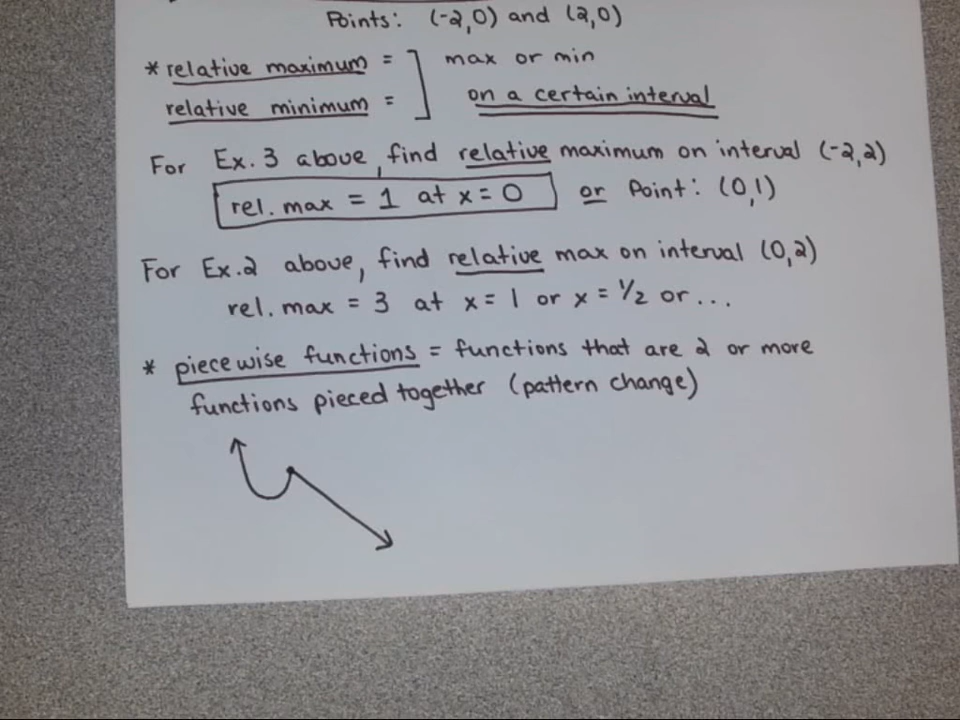 Points: (-2,0) and (2,0)
* relative maximum = ] max or min
relative minimum = ] on a certain interval
For Ex. 3 above, find relative maximum on interval (-2,2)
rel. max = 1 at x = 0 or Point: (0,1)
For Ex.2 above, find relative max on interval (0,2)
rel. max = 3 at x = 1 or x = 1/2 or ...
* piecewise functions = functions that are 2 or more
functions pieced together (pattern change)